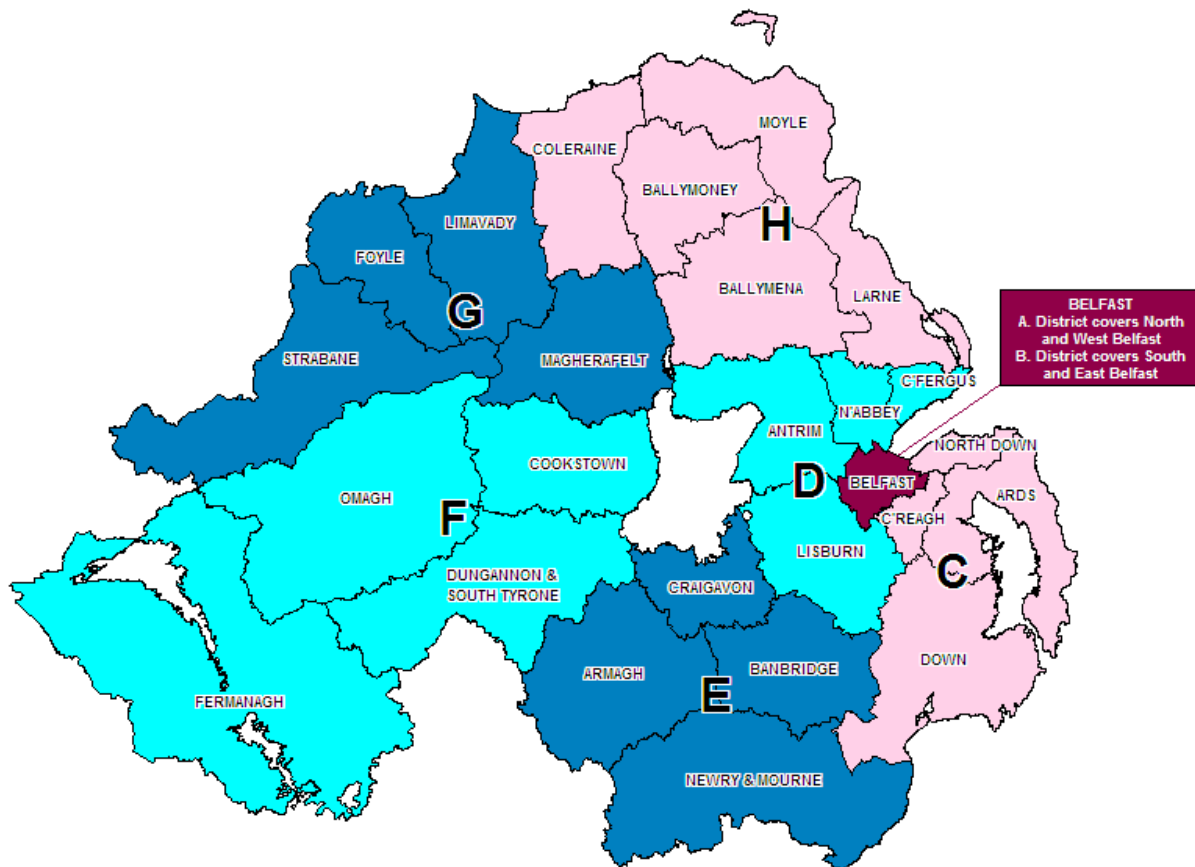 MOYLE
COLERAINE
BALLYMONEY
LIMAVADY
H
FOYLE
BALLYMENA
LARNE
G
STRABANE
MAGHERAFELT
BELFAST
A. District covers North
and West Belfast
B. District covers South
and East Belfast
C'FERGUS
N'ABBEY
ANTRIM
NORTH DOWN
COOKSTOWN
D
BELFAST
OMAGH
ARDS
F
C'REAGH
LISBURN
C
DUNGANNON &
SOUTH TYRONE
CRAIGAVON
DOWN
ARMAGH
BANBRIDGE
E
FERMANAGH
NEWRY & MOURNE